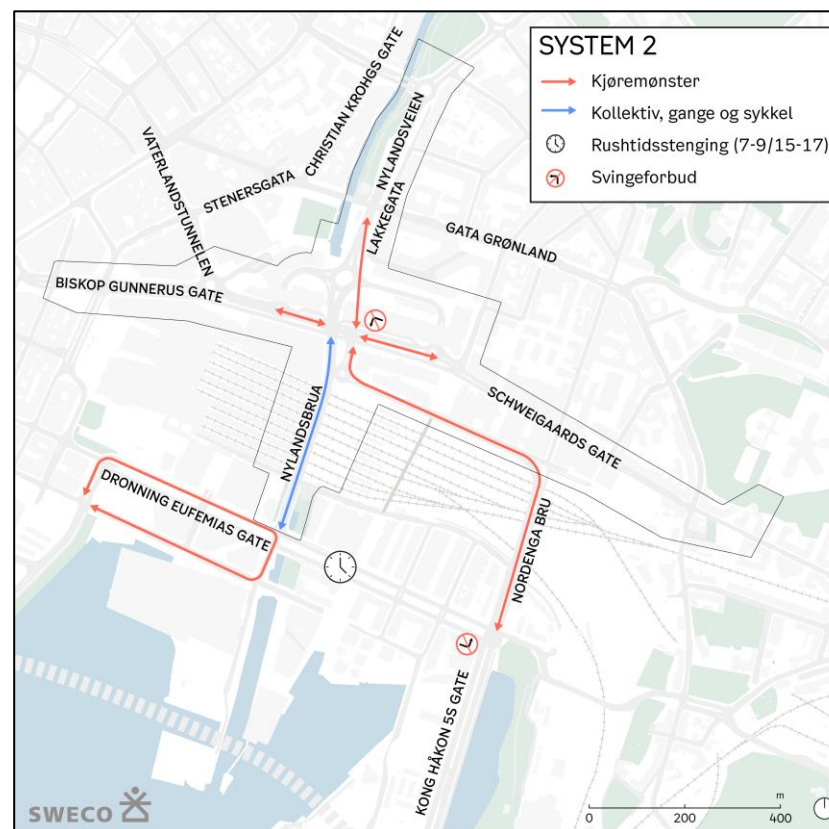 SYSTEM 2
Kjøremønster
Kollektiv, gange og sykkel
Rushtidsstenging (7-9/15-17)
Svingeforbud
CHRISTIAN KROHGS GATE
NYLANDSVEIEN
VATERLANDSTUNNELEN
STENERSGATA
LAKKEGATA
GATA GRØNLAND
BISKOP GUNNERUS GATE
SCHWEIGAARDS GATE
NYLANDSBRUA
DRONNING EUFEMIAS GATE
NORDENGA BRU
KONG HÅKON 5S GATE
SWECO
m
0 200 400